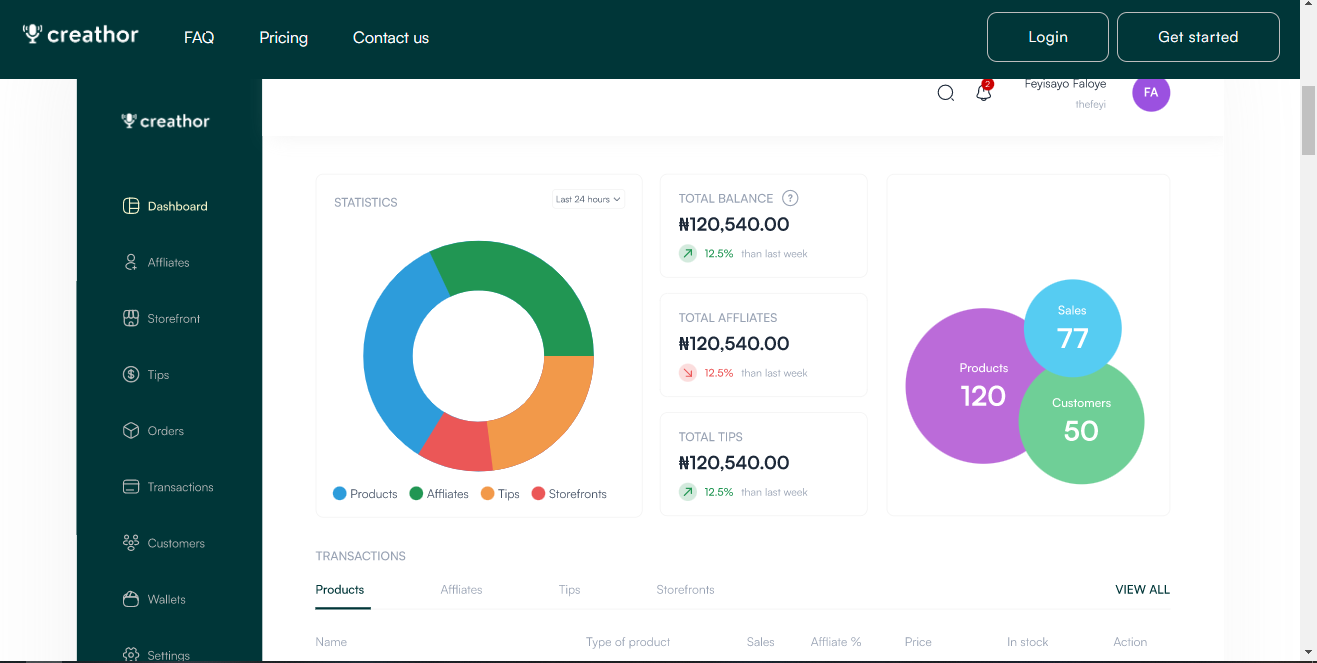 creathor FAQ Pricing Contact us Login Get started
Feyisayo Faloye
thefeyi
2
FA
creathor
Dashboard
Affliates
Storefront
Tips
Orders
Transactions
Customers
Wallets
Settings
STATISTICS Last 24 hours
Products Affliates Tips Storefronts
TOTAL BALANCE ?
₦120,540.00
12.5% than last week
TOTAL AFFLIATES
₦120,540.00
12.5% than last week
TOTAL TIPS
₦120,540.00
12.5% than last week
Sales
77
Products
120
Customers
50
TRANSACTIONS
Products Affliates Tips Storefronts VIEW ALL
Name Type of product Sales Affliate % Price In stock Action